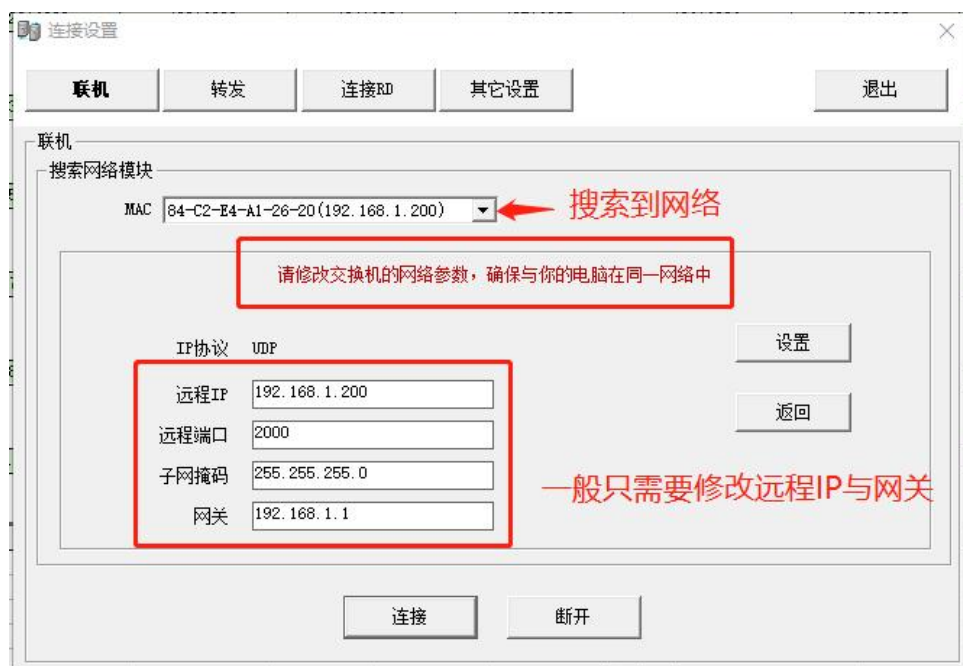 连接设置
联机 转发 连接RD 其它设置 退出
联机
搜索网络模块
MAC 84-C2-E4-A1-26-20(192.168.1.200) 搜索到网络
请修改交换机的网络参数，确保与你的电脑在同一网络中
IP协议 UDP 设置
远程IP 192.168.1.200
返回
远程端口 2000
子网掩码 255.255.255.0
一般只需要修改远程IP与网关
网关 192.168.1.1
连接 断开